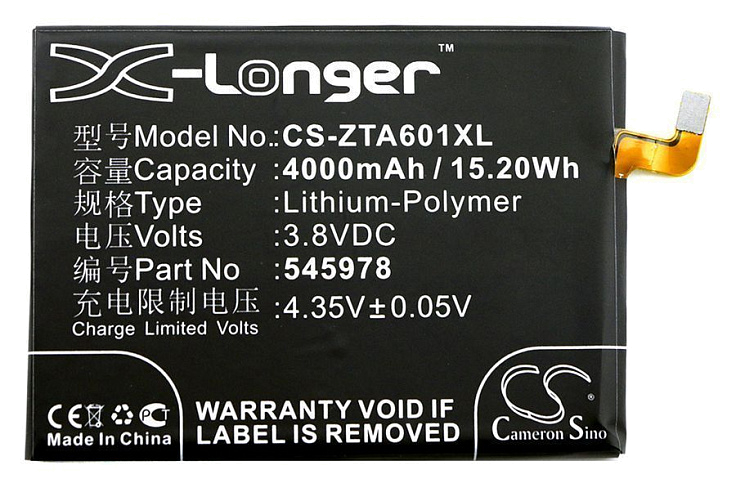 X-Longer™
型号Model No.:CS-ZTA601XL
容量Capacity :4000mAh / 15.20Wh
规格Type :Lithium-Polymer
电压Volts :3.8VDC
编号Part No :545978
充电限制电压 :4.35V±0.05V
Charge Limited Volts
CE PCT
Made In China
WARRANTY VOID IF
LABEL IS REMOVED
CS®
Cameron Sino